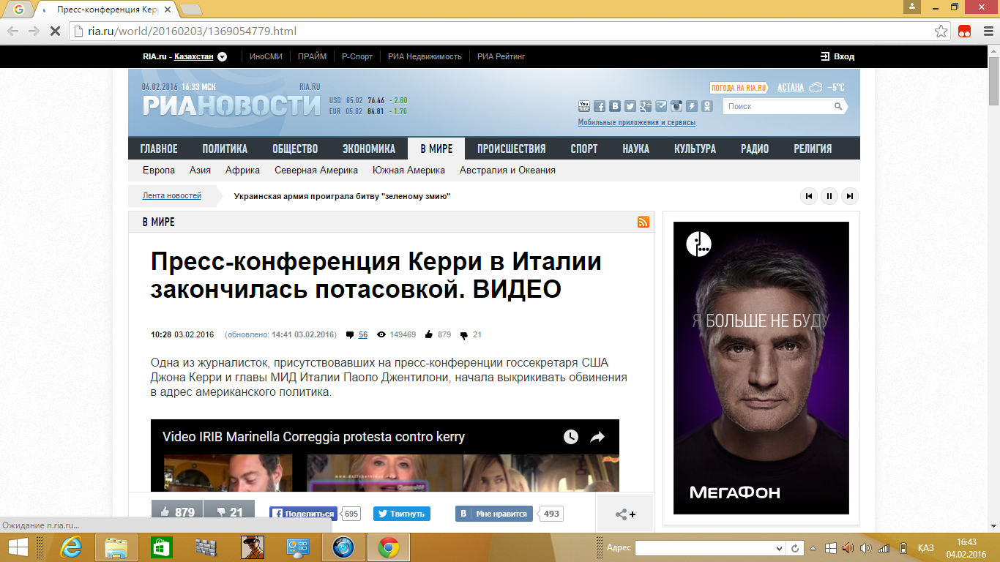 Пресс-конференция Керр
ria.ru/world/20160203/1369054779.html
RIA.ru - Казахстан
ИноСМИ
ПРАЙМ
Р-Спорт
РИА Недвижимость
РИА Рейтинг
Вход
04.02.2016 16:33 МСК
RIA.RU
РИАНОВОСТИ
USD 05.02 76.46 - 2.80
EUR 05.02 84.81 - 1.70
ПОГОДА НА RIA.RU
АСТАНА
−5°C
Поиск
Мобильные приложения и сервисы
ГЛАВНОЕ ПОЛИТИКА ОБЩЕСТВО ЭКОНОМИКА В МИРЕ ПРОИСШЕСТВИЯ СПОРТ НАУКА КУЛЬТУРА РАДИО РЕЛИГИЯ
Европа Азия Африка Северная Америка Южная Америка Австралия и Океания
Лента новостей
Украинская армия проиграла битву "зеленому змию"
В МИРЕ
Пресс-конференция Керри в Италии
закончилась потасовкой. ВИДЕО
10:28 03.02.2016 (обновлено: 14:41 03.02.2016) 56 149469 879 21
Одна из журналисток, присутствовавших на пресс-конференции госсекретаря США
Джона Керри и главы МИД Италии Паоло Джентилони, начала выкрикивать обвинения
в адрес американского политика.
Video IRIB Marinella Correggia protesta contro kerry
879 21
Поделиться 695
Твитнуть
Мне нравится 493
Я БОЛЬШЕ НЕ БУДУ
МЕГАФОН
Ожидание n.ria.ru...
Адрес
ҚАЗ
16:43
04.02.2016